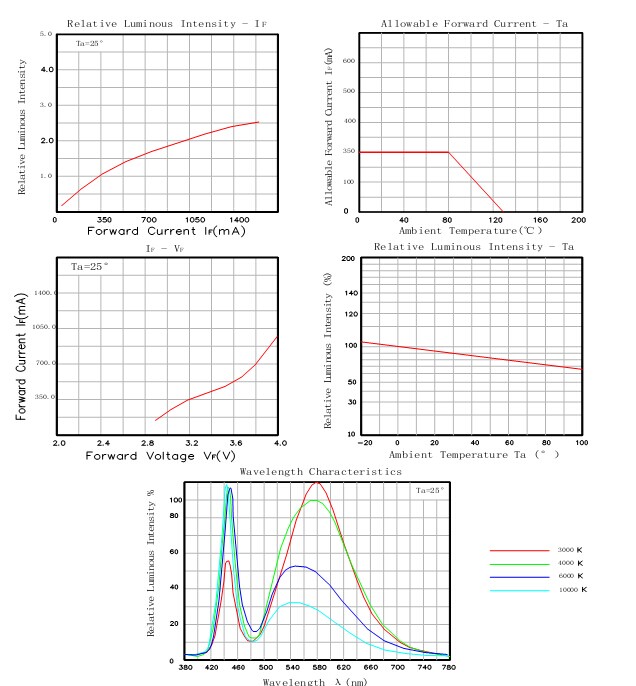 Relative Luminous Intensity - IF
Relative Luminous Intensity
5.0
4.0
3.0
2.0
1.0
Ta=25°
0 350 700 1050 1400
Forward Current IF(mA)
Allowable Forward Current - Ta
Allowable Forward Current IF(mA)
600
500
400
350
100
0
0 40 80 120 160 200
Ambient Temperature(℃)
IF - VF
Forward Current IF(mA)
Ta=25°
1400.0
1050.0
700.0
350.0
2.0 2.4 2.8 3.2 3.6 4.0
Forward Voltage VF(V)
Relative Luminous Intensity - Ta
Relative Luminous Intensity (%)
200
140
120
100
50
30
10
-20 0 20 40 60 80 100
Ambient Temperature Ta (°)
Wavelength Characteristics
Relative Luminous Intensity %
Ta=25°
100
80
60
40
20
0
380 420 460 500 540 580 620 660 700 740 780
Wavelength λ (nm)
3000 K
4000 K
6000 K
10000 K